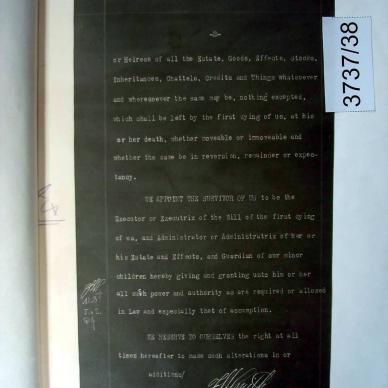 -2-
or Heiress of all the Estate, Goods, Effects, Stocks,
Inheritances, Chattels, Credits and Things whatsoever
and wheresoever the same may be, nothing excepted,
which shall be left by the first dying of us, at his
or her death, whether moveable or immoveable and
whether the same be in reversion, remainder or expec-
tancy.
WE APPOINT THE SURVIVOR OF US to be the
Executor or Executrix of the Will of the first dying
of us, and Administrator or Administratrix of her or
his Estate and Effects, and Guardian of our minor
children hereby giving and granting unto him or her
all such power and authority as are required or allowed
in Law and especially that of assumption.
WE RESERVE TO OURSELVES the right at all
times hereafter to make such alterations in or
additions/
3737/38